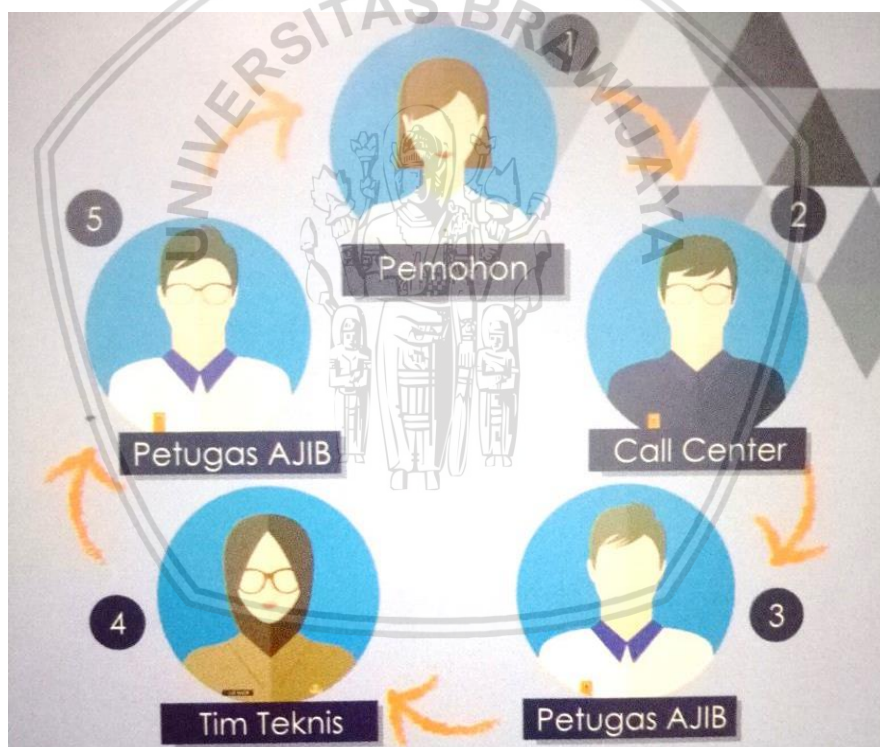 UNIVERSITAS BRAWIJAYA
1
Pemohon
2
Call Center
3
Petugas AJIB
4
Tim Teknis
5
Petugas AJIB